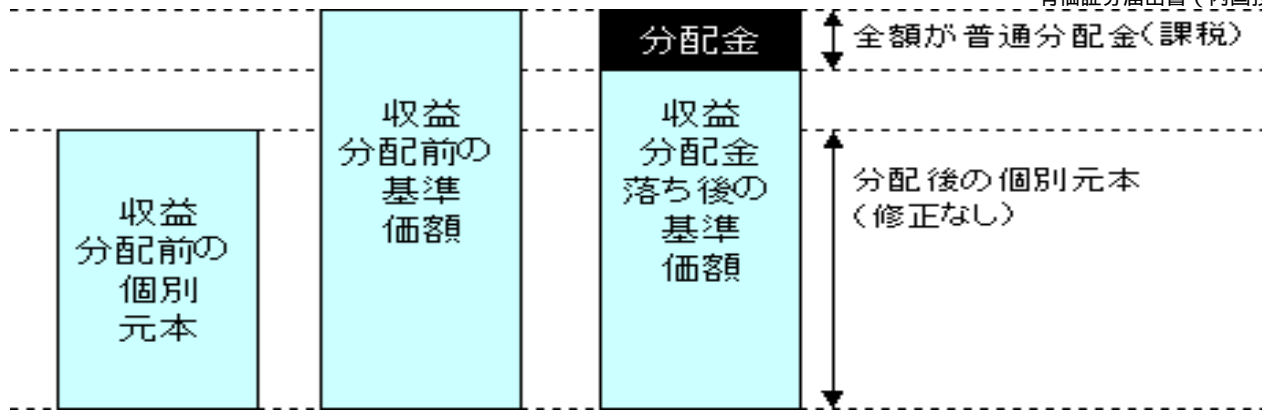 分配金
全額が普通分配金(課税)
収益
分配前の
個別
元本
収益
分配前の
基準
価額
収益
分配金
落ち後の
基準
価額
分配後の個別元本
(修正なし)